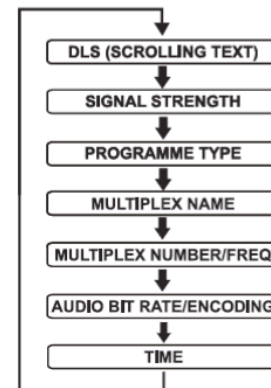 DLS (SCROLLING TEXT)
SIGNAL STRENGTH
PROGRAMME TYPE
MULTIPLEX NAME
MULTIPLEX NUMBER/FREQ
AUDIO BIT RATE/ENCODING
TIME